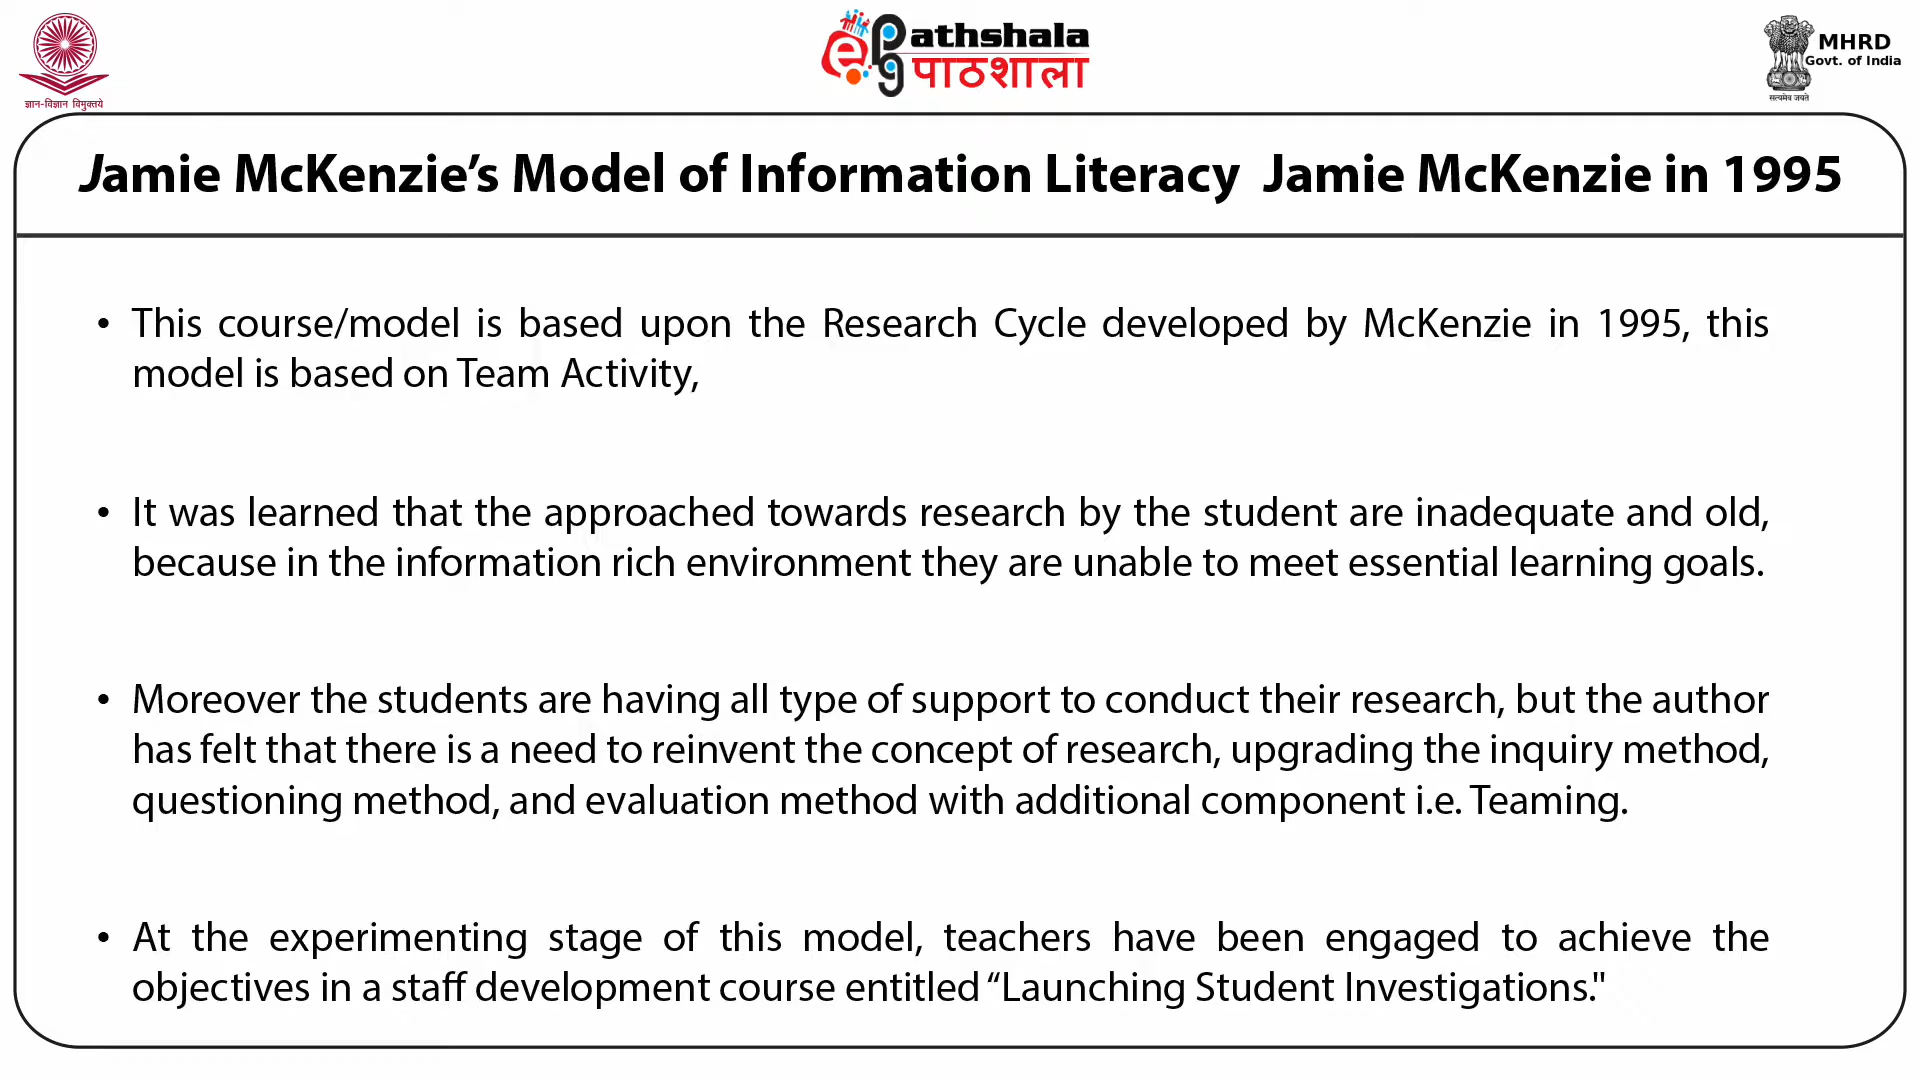 ज्ञान-विज्ञान विमुक्तये
ePathshala
पाठशाला
MHRD
Govt. of India
सत्यमेव जयते
Jamie McKenzie’s Model of Information Literacy Jamie McKenzie in 1995
• This course/model is based upon the Research Cycle developed by McKenzie in 1995, this
model is based on Team Activity,
• It was learned that the approached towards research by the student are inadequate and old,
because in the information rich environment they are unable to meet essential learning goals.
• Moreover the students are having all type of support to conduct their research, but the author
has felt that there is a need to reinvent the concept of research, upgrading the inquiry method,
questioning method, and evaluation method with additional component i.e. Teaming.
• At the experimenting stage of this model, teachers have been engaged to achieve the
objectives in a staff development course entitled “Launching Student Investigations."